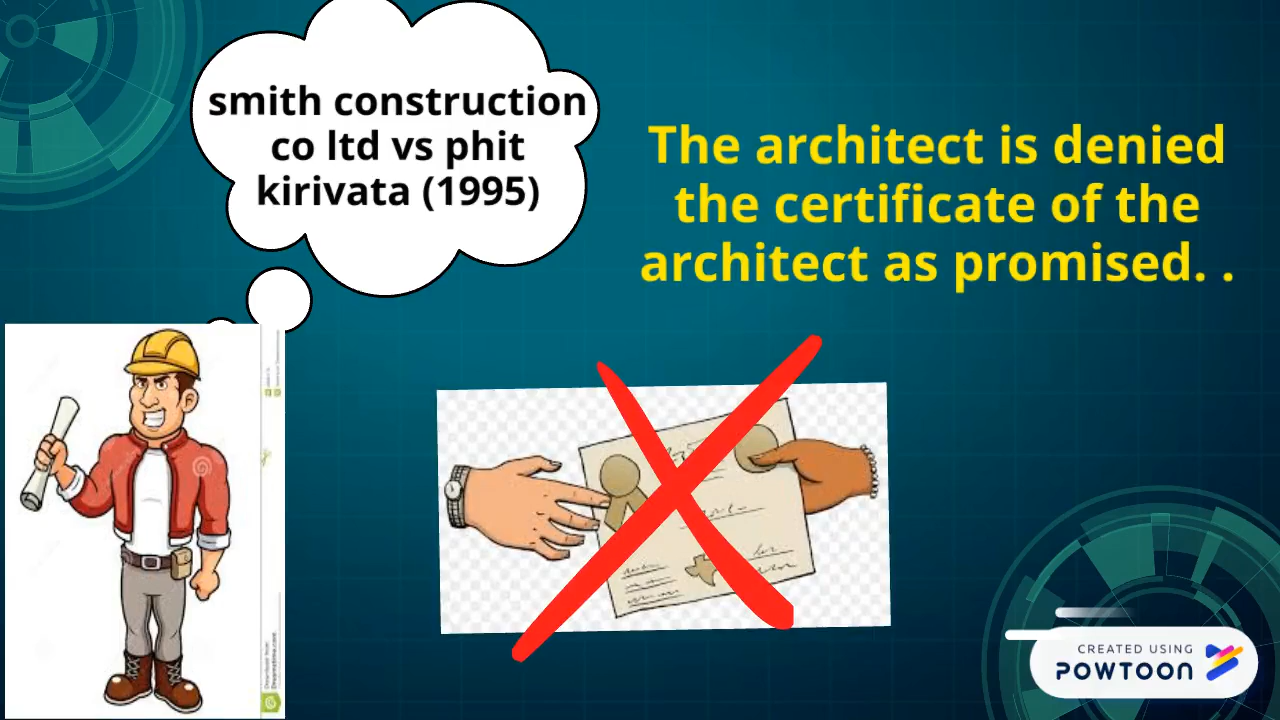 smith construction
co ltd vs phit
kirivata (1995)
The architect is denied
the certificate of the
architect as promised. .
CREATED USING
POWTOON